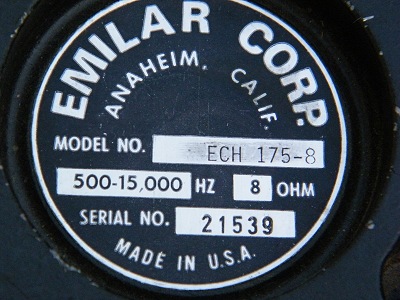 EMILAR CORP.
ANAHEIM, CALIF.
MODEL NO. ECH 175-8
500-15,000 HZ 8 OHM
SERIAL NO. 21539
MADE IN U.S.A.